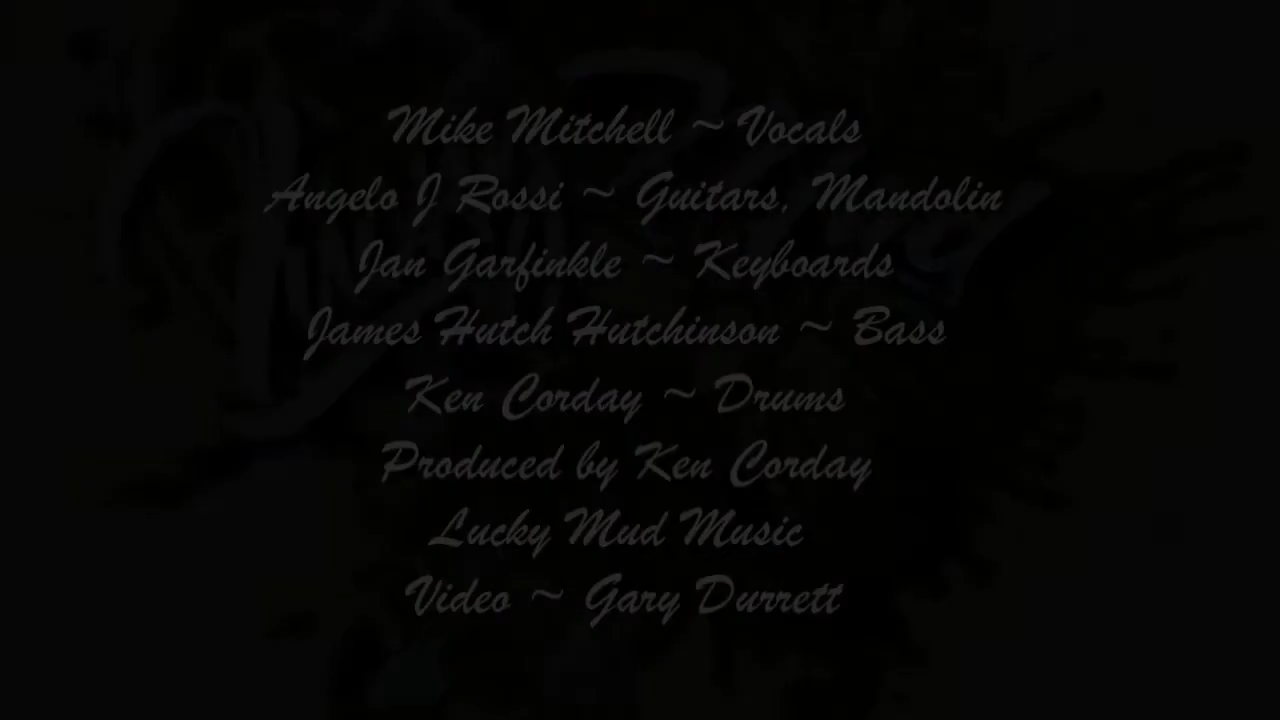 Mike Mitchell ~ Vocals
Angelo J Rossi ~ Guitars, Mandolin
Jan Garfinkle ~ Keyboards
James Hutch Hutchinson ~ Bass
Ken Corday ~ Drums
Produced by Ken Corday
Lucky Mud Music
Video ~ Gary Durrett